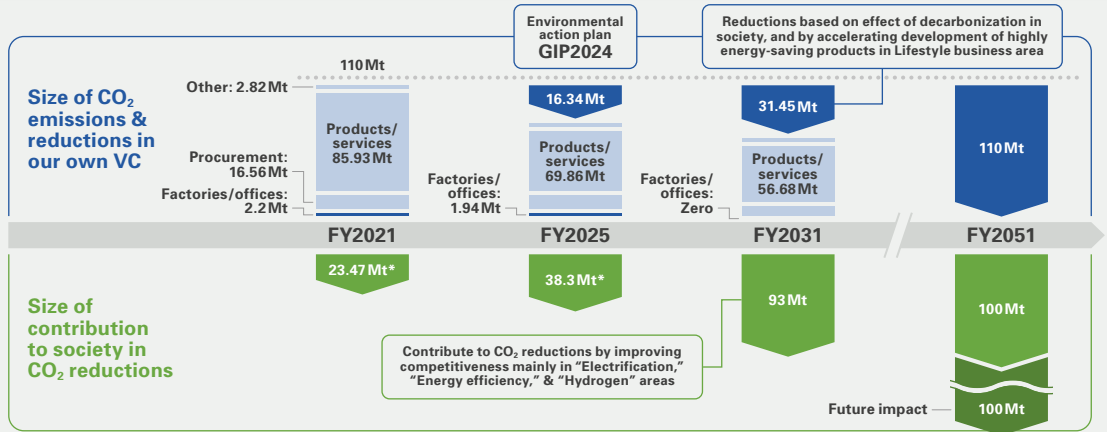 Environmental
action plan
GIP2024
Reductions based on effect of decarbonization in
society, and by accelerating development of highly
energy-saving products in Lifestyle business area
Size of CO₂
emissions &
reductions in
our own VC
110 Mt
Other: 2.82 Mt
Products/
services
85.93 Mt
Procurement:
16.56 Mt
Factories/offices:
2.2 Mt
16.34 Mt
Products/
services
69.86 Mt
Factories/
offices:
1.94 Mt
31.45 Mt
Products/
services
56.68 Mt
Factories/
offices:
Zero
110 Mt
FY2021
FY2025
FY2031
FY2051
Size of
contribution
to society in
CO₂ reductions
23.47 Mt*
38.3 Mt*
93 Mt
100 Mt
Contribute to CO₂ reductions by improving
competitiveness mainly in “Electrification,”
“Energy efficiency,” & “Hydrogen” areas
Future impact
100 Mt